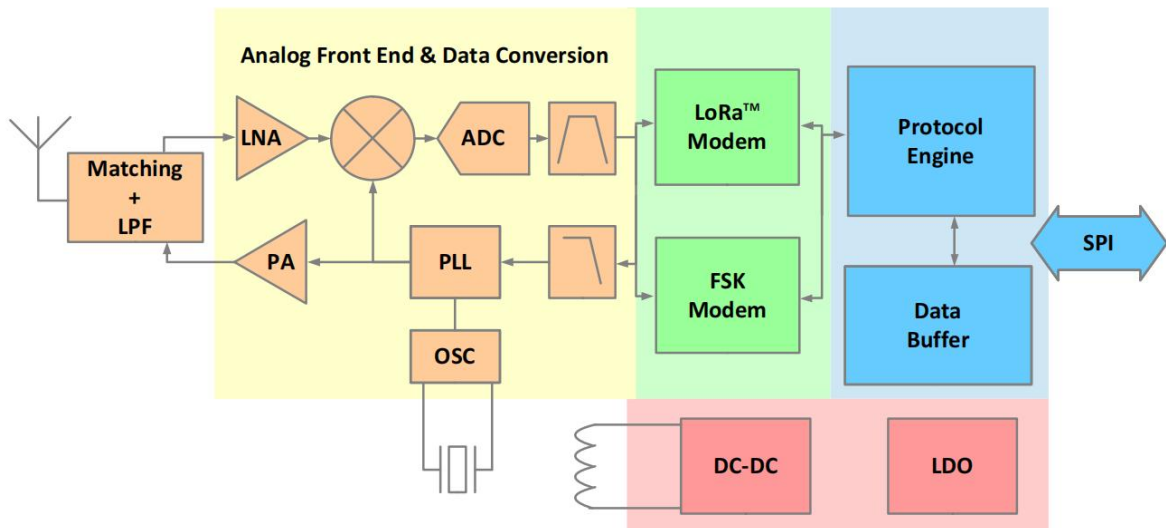 Analog Front End & Data Conversion
LNA
ADC
LoRa™
Modem
Protocol
Engine
Matching
+
LPF
PA
PLL
FSK
Modem
SPI
Data
Buffer
OSC
DC-DC
LDO